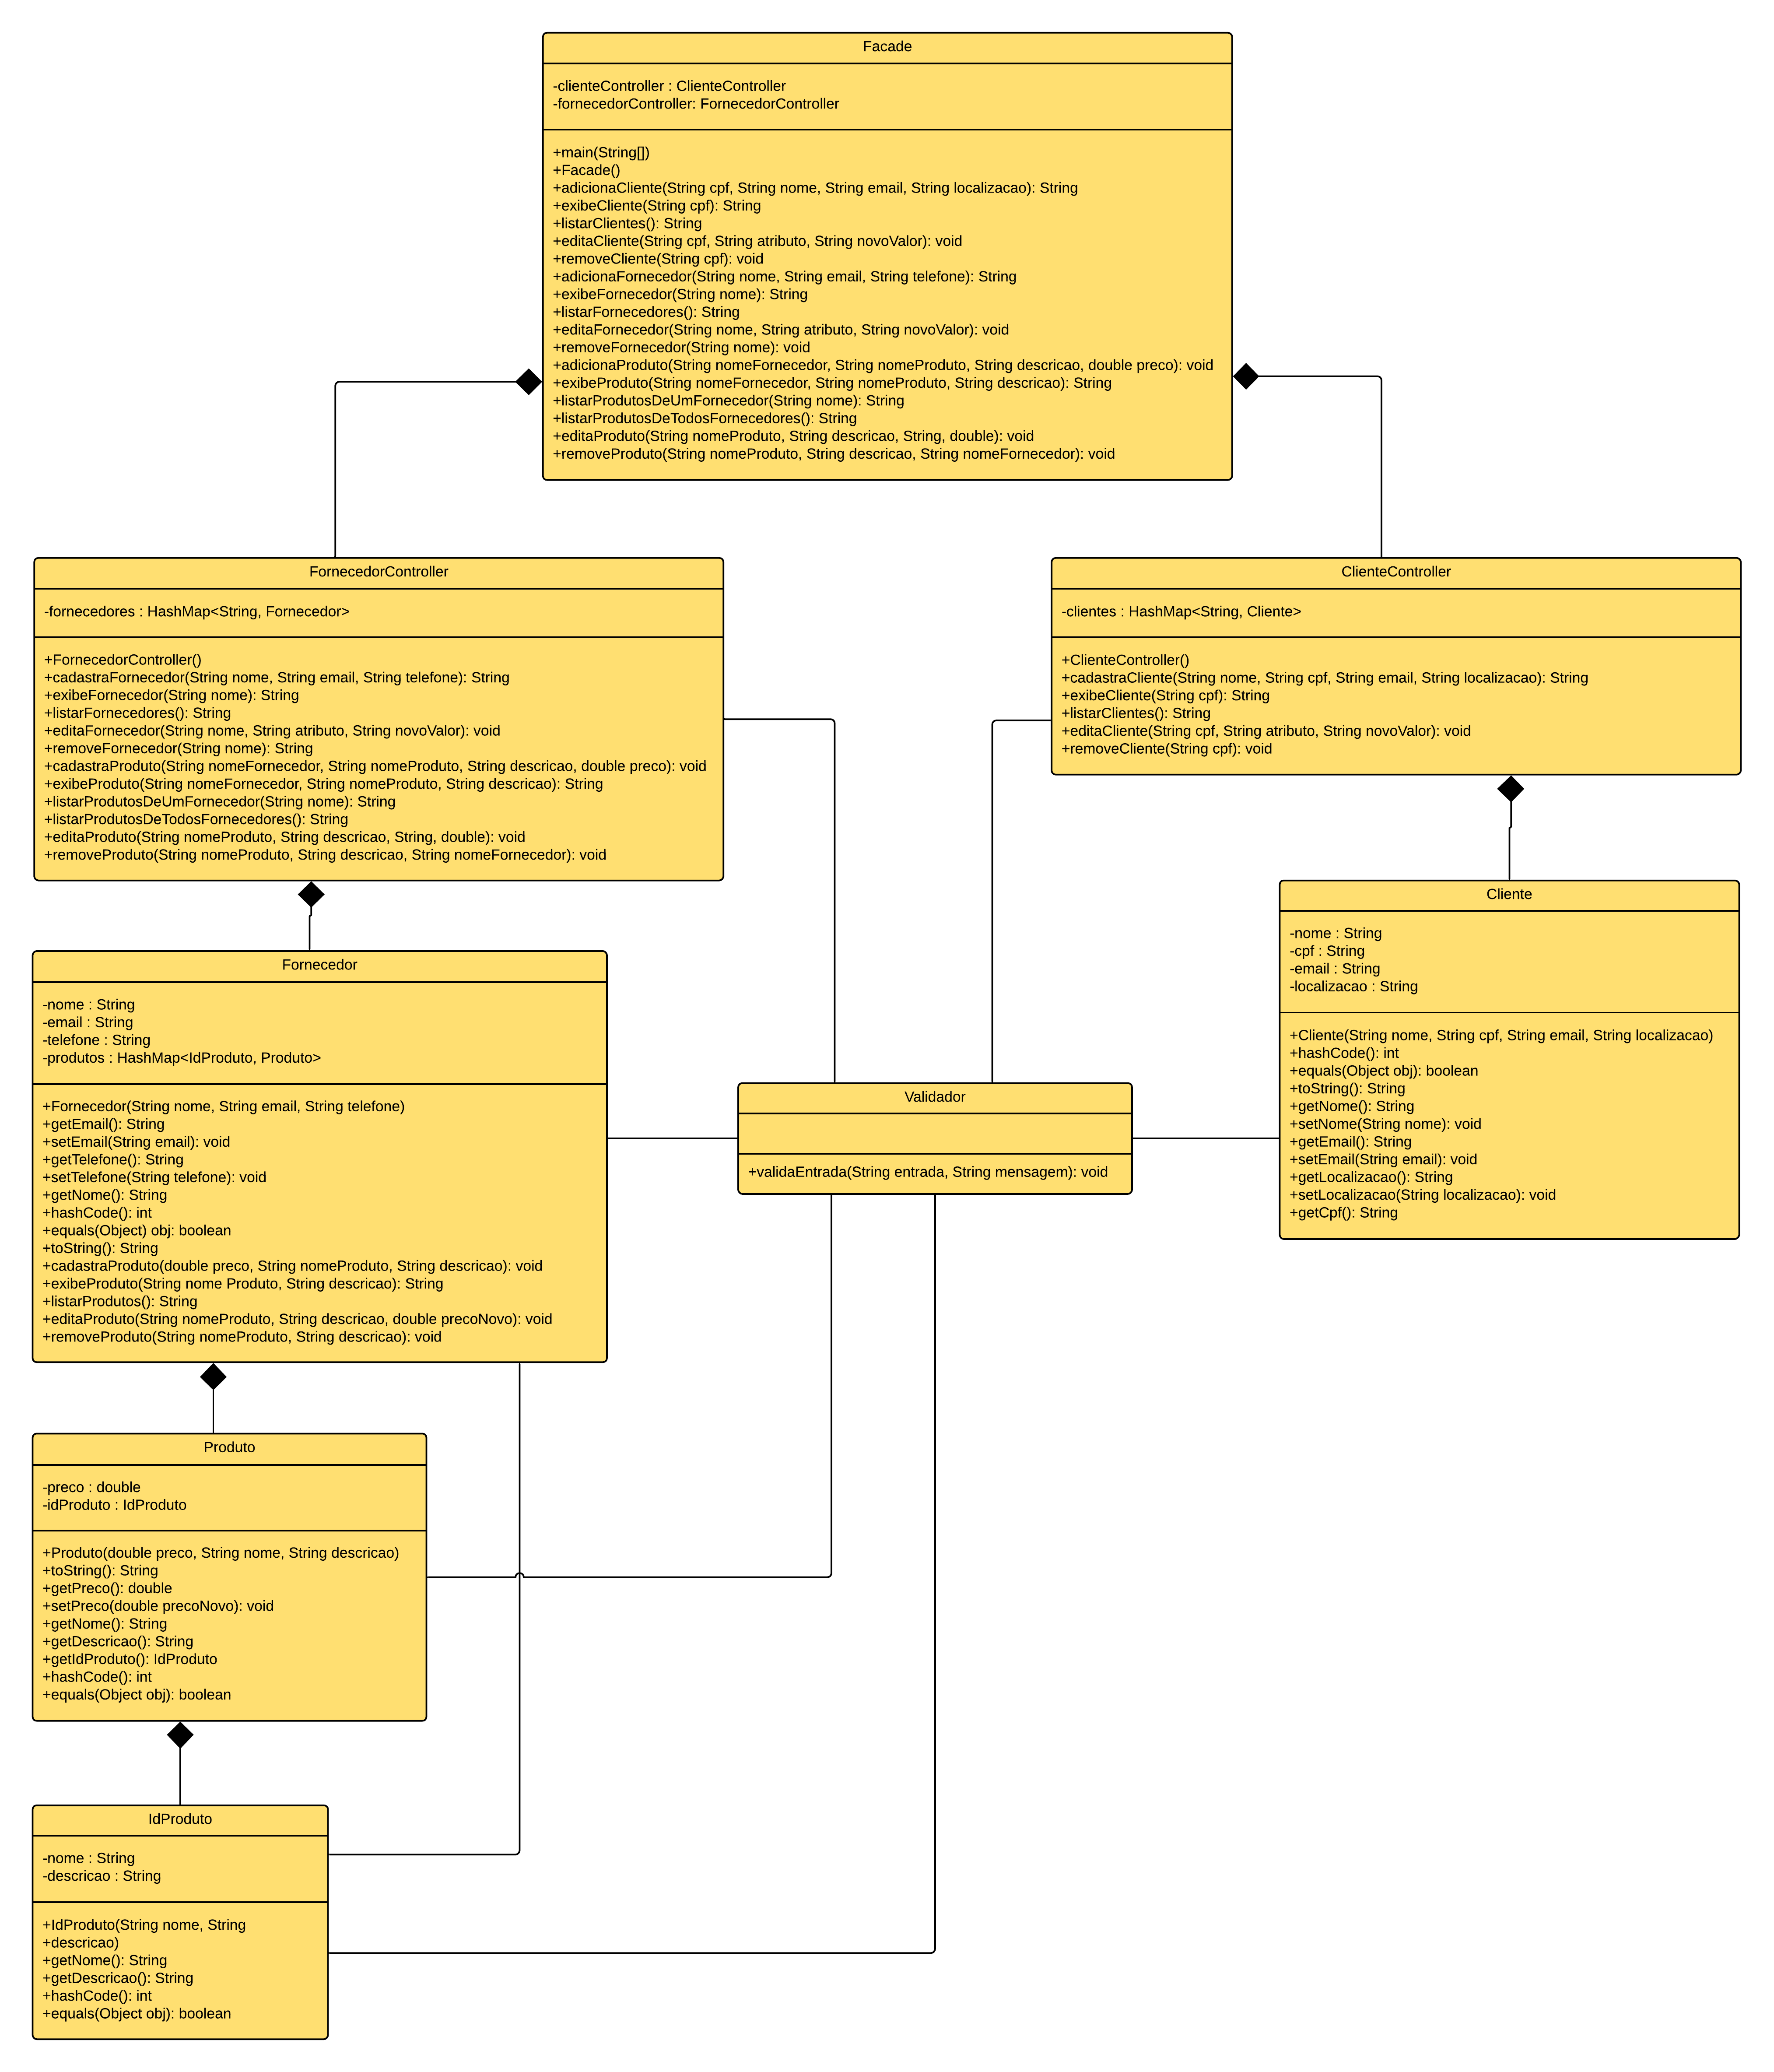 Facade
-clienteController : ClienteController
-fornecedorController: FornecedorController
+main(String[])
+Facade()
+adicionaCliente(String cpf, String nome, String email, String localizacao): String
+exibeCliente(String cpf): String
+listarClientes(): String
+editaCliente(String cpf, String atributo, String novoValor): void
+removeCliente(String cpf): void
+adicionaFornecedor(String nome, String email, String telefone): String
+exibeFornecedor(String nome): String
+listarFornecedores(): String
+editaFornecedor(String nome, String atributo, String novoValor): void
+removeFornecedor(String nome): void
+adicionaProduto(String nomeFornecedor, String nomeProduto, String descricao, double preco): void
+exibeProduto(String nomeFornecedor, String nomeProduto, String descricao): String
+listarProdutosDeUmFornecedor(String nome): String
+listarProdutosDeTodosFornecedores(): String
+editaProduto(String nomeProduto, String descricao, String, double): void
+removeProduto(String nomeProduto, String descricao, String nomeFornecedor): void
FornecedorController
-fornecedores : HashMap<String, Fornecedor>
+FornecedorController()
+cadastraFornecedor(String nome, String email, String telefone): String
+exibeFornecedor(String nome): String
+listarFornecedores(): String
+editaFornecedor(String nome, String atributo, String novoValor): void
+removeFornecedor(String nome): String
+cadastraProduto(String nomeFornecedor, String nomeProduto, String descricao, double preco): void
+exibeProduto(String nomeFornecedor, String nomeProduto, String descricao): String
+listarProdutosDeUmFornecedor(String nome): String
+listarProdutosDeTodosFornecedores(): String
+editaProduto(String nomeProduto, String descricao, String, double): void
+removeProduto(String nomeProduto, String descricao, String nomeFornecedor): void
ClienteController
-clientes : HashMap<String, Cliente>
+ClienteController()
+cadastraCliente(String nome, String cpf, String email, String localizacao): String
+exibeCliente(String cpf): String
+listarClientes(): String
+editaCliente(String cpf, String atributo, String novoValor): void
+removeCliente(String cpf): void
Fornecedor
-nome : String
-email : String
-telefone : String
-produtos : HashMap<IdProduto, Produto>
+Fornecedor(String nome, String email, String telefone)
+getEmail(): String
+setEmail(String email): void
+getTelefone(): String
+setTelefone(String telefone): void
+getNome(): String
+hashCode(): int
+equals(Object) obj: boolean
+toString(): String
+cadastraProduto(double preco, String nomeProduto, String descricao): void
+exibeProduto(String nome Produto, String descricao): String
+listarProdutos(): String
+editaProduto(String nomeProduto, String descricao, double precoNovo): void
+removeProduto(String nomeProduto, String descricao): void
Validador
+validaEntrada(String entrada, String mensagem): void
Cliente
-nome : String
-cpf : String
-email : String
-localizacao : String
+Cliente(String nome, String cpf, String email, String localizacao)
+hashCode(): int
+equals(Object obj): boolean
+toString(): String
+getNome(): String
+setNome(String nome): void
+getEmail(): String
+setEmail(String email): void
+getLocalizacao(): String
+setLocalizacao(String localizacao): void
+getCpf(): String
Produto
-preco : double
-idProduto : IdProduto
+Produto(double preco, String nome, String descricao)
+toString(): String
+getPreco(): double
+setPreco(double precoNovo): void
+getNome(): String
+getDescricao(): String
+getIdProduto(): IdProduto
+hashCode(): int
+equals(Object obj): boolean
IdProduto
-nome : String
-descricao : String
+IdProduto(String nome, String
+descricao)
+getNome(): String
+getDescricao(): String
+hashCode(): int
+equals(Object obj): boolean